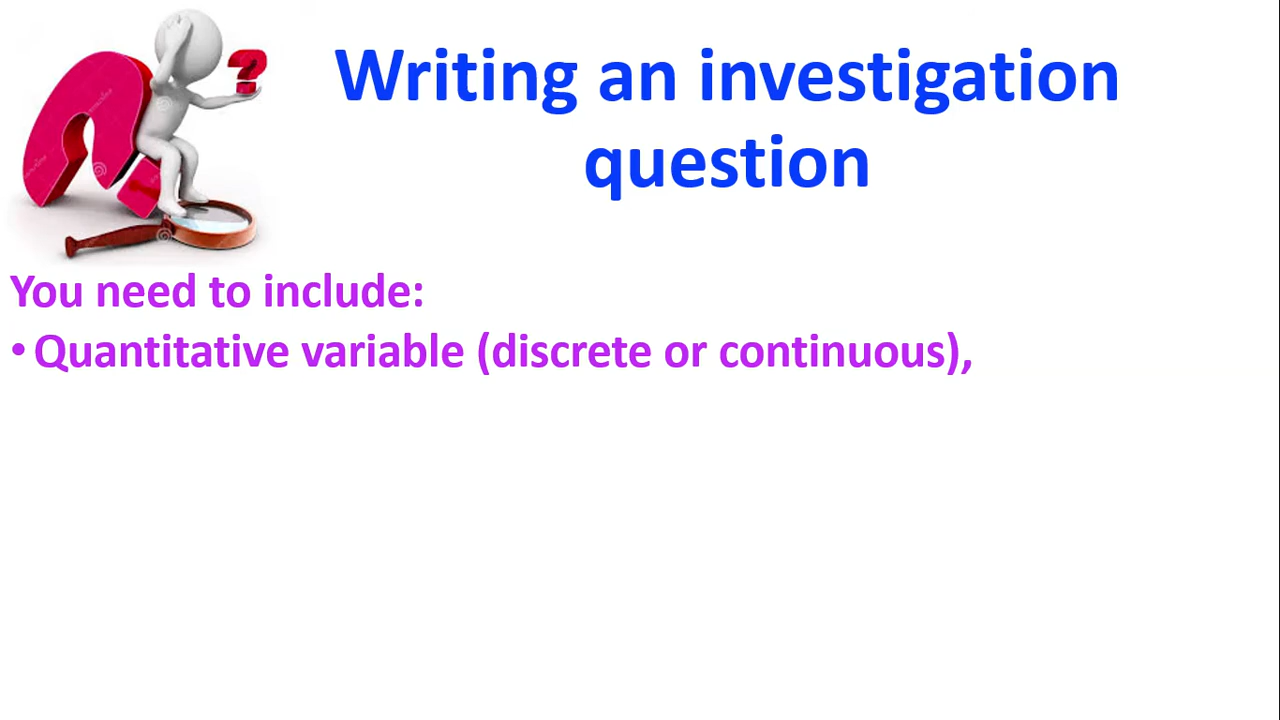 Writing an investigation
question
?
You need to include:
• Quantitative variable (discrete or continuous),